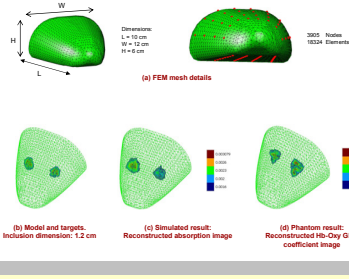 W
H
L
Dimensions:
L = 10 cm
W = 12 cm
H = 6 cm
3905 Nodes
18324 Elements
(a) FEM mesh details
(b) Model and targets.
Inclusion dimension: 1.2 cm
(c) Simulated result:
Reconstructed absorption image
(d) Phantom result:
Reconstructed Hb-Oxy
coefficient image